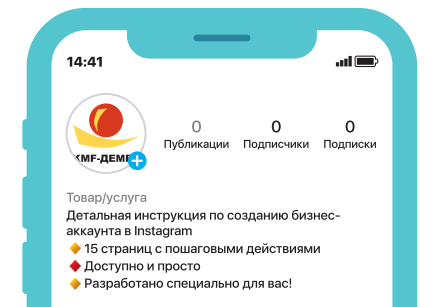 14:41
0 0 0
Публикации Подписчики Подписки
KMF-ДЕМ
Товар/услуга
Детальная инструкция по созданию бизнес-
аккаунта в Instagram
15 страниц с пошаговыми действиями
Доступно и просто
Разработано специально для вас!